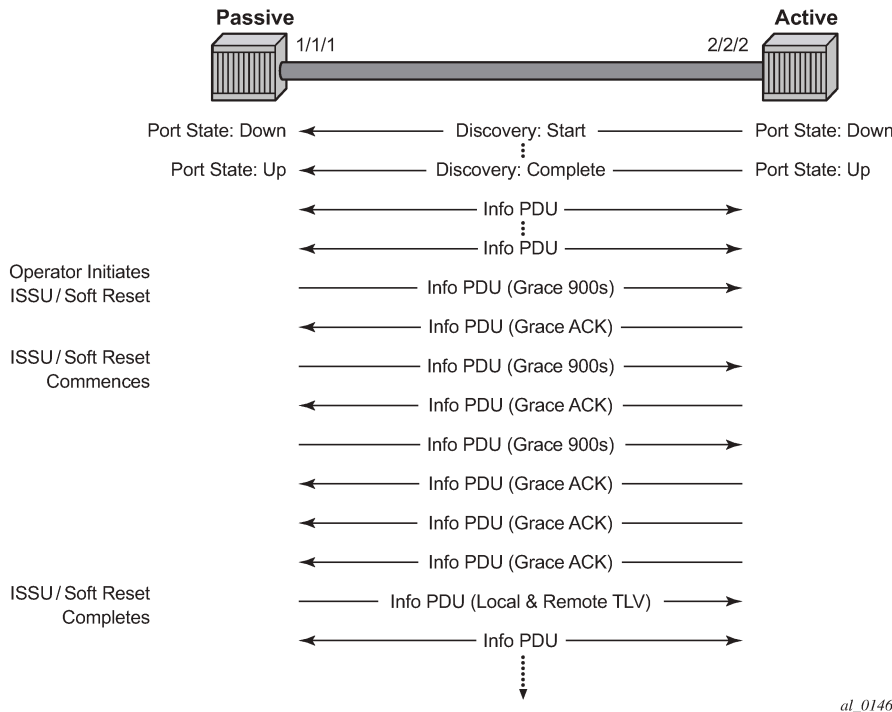 Passive Active
1/1/1 2/2/2
Port State: Down Discovery: Start Port State: Down
Port State: Up Discovery: Complete Port State: Up
Info PDU
Info PDU
Operator Initiates
ISSU/Soft Reset
Info PDU (Grace 900s)
Info PDU (Grace ACK)
ISSU/Soft Reset
Commences
Info PDU (Grace 900s)
Info PDU (Grace ACK)
Info PDU (Grace 900s)
Info PDU (Grace ACK)
Info PDU (Grace ACK)
Info PDU (Grace ACK)
ISSU/Soft Reset
Completes
Info PDU (Local & Remote TLV)
Info PDU
al_0146